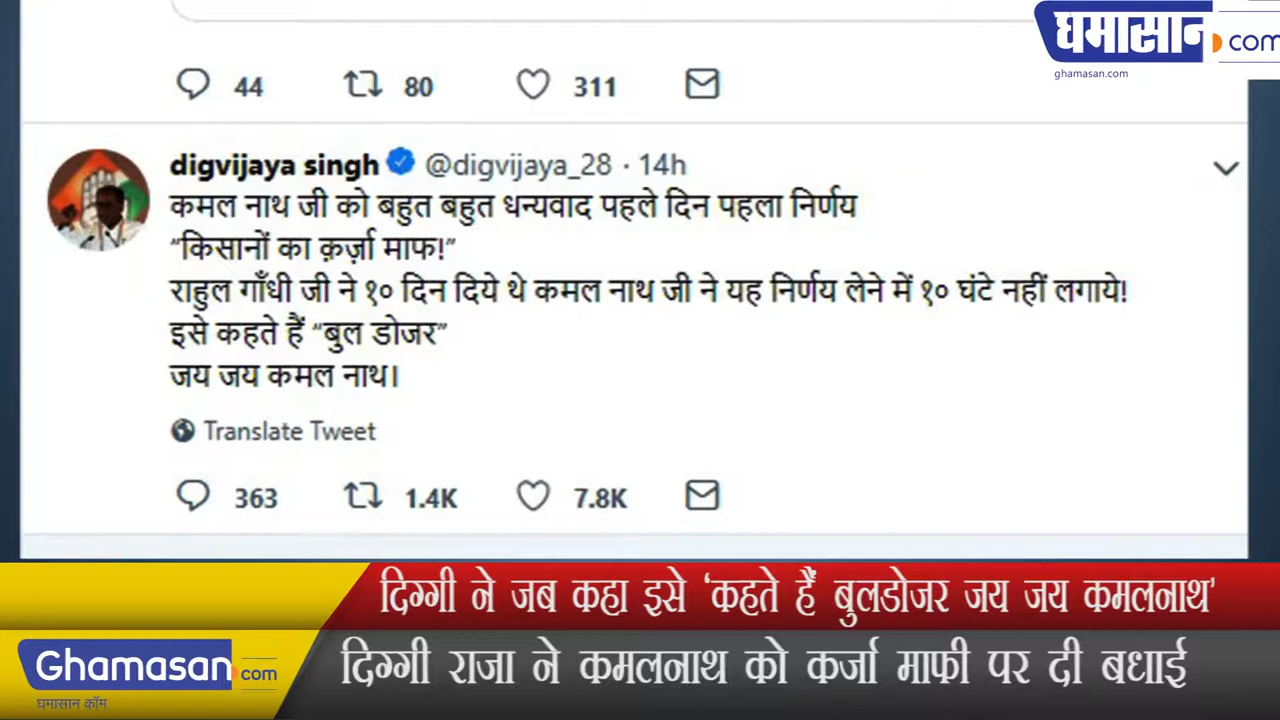 घमासान.com
ghamasan.com
44 80 311
digvijaya singh @digvijaya_28 · 14h
कमल नाथ जी को बहुत बहुत धन्यवाद पहले दिन पहला निर्णय
“किसानों का क़र्ज़ा माफ!”
राहुल गाँधी जी ने १० दिन दिये थे कमल नाथ जी ने यह निर्णय लेने में १० घंटे नहीं लगाये!
इसे कहते हैं “बुल डोजर”
जय जय कमल नाथ।
Translate Tweet
363 1.4K 7.8K
दिग्गी ने जब कहा इसे ‘कहते हैं बुलडोजर जय जय कमलनाथ’
Ghamasan.com
घमासान कॉम
दिग्गी राजा ने कमलनाथ को कर्जा माफी पर दी बधाई